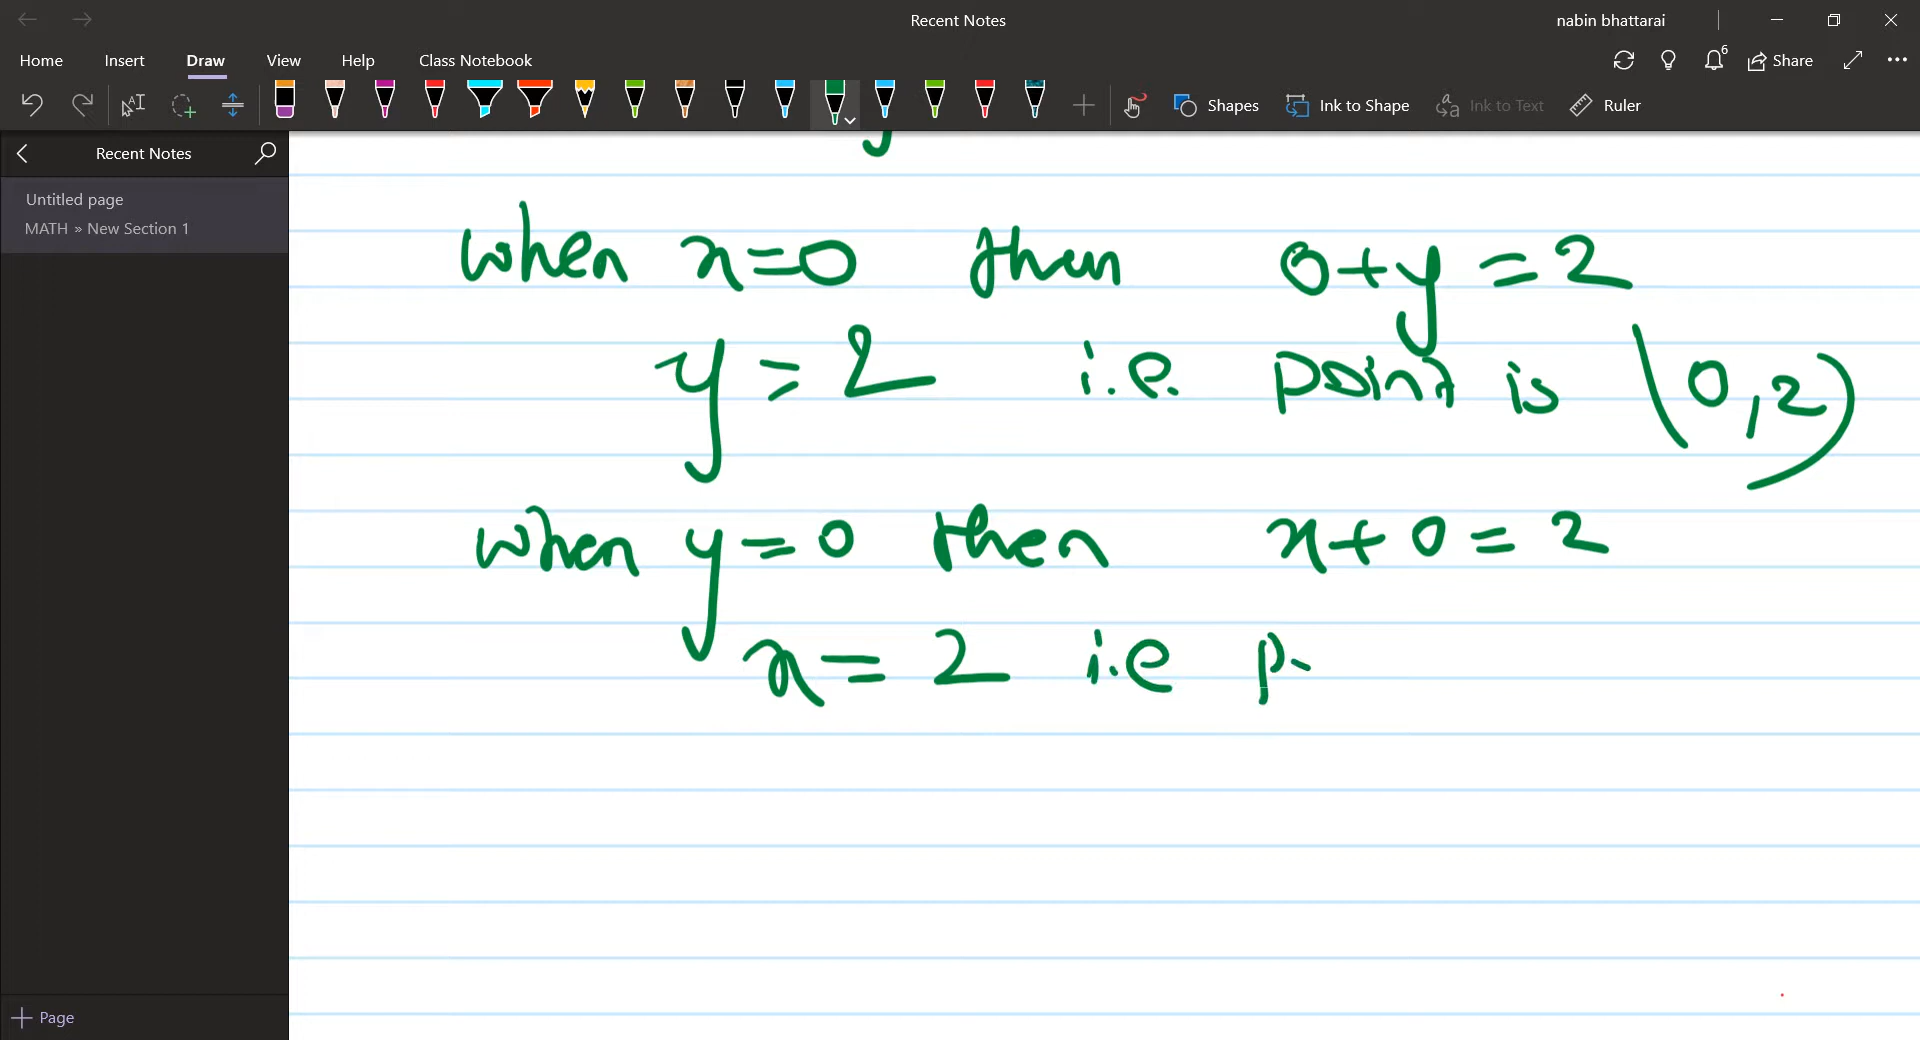 Recent Notes
nabin bhattarai
Home Insert Draw View Help Class Notebook
6
Share
Shapes Ink to Shape Ink to Text Ruler
Recent Notes
Untitled page
MATH » New Section 1
when x=0 then 0+y=2
y=2 i.e. point is (0,2)
when y=0 then x+0=2
x=2 i.e
Page